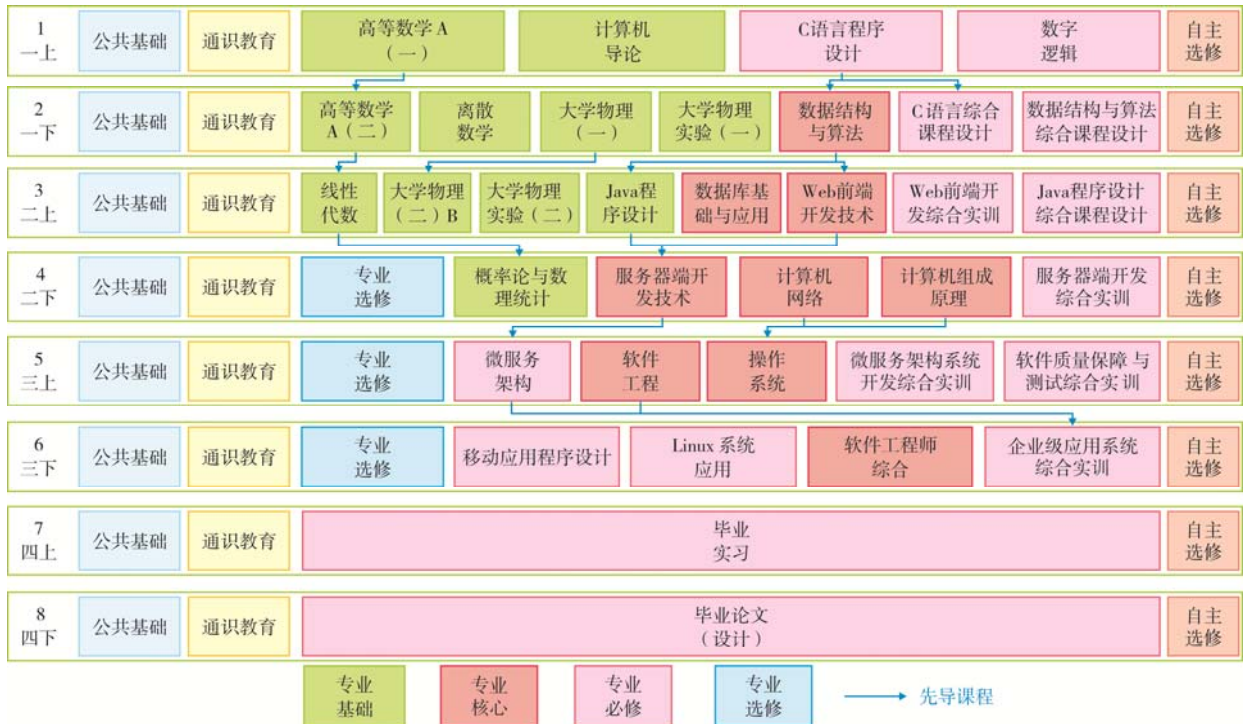 1
一上
公共基础
通识教育
高等数学 A
（一）
计算机
导论
C语言程序
设计
数字
逻辑
自主
选修
2
一下
公共基础
通识教育
高等数学
A（二）
离散
数学
大学物理
（一）
大学物理
实验（一）
数据结构
与算法
C语言综合
课程设计
数据结构与算法
综合课程设计
自主
选修
3
二上
公共基础
通识教育
线性
代数
大学物理
（二）B
大学物理
实验（二）
Java程
序设计
数据库基
础与应用
Web前端
开发技术
Web前端开
发综合实训
Java程序设计
综合课程设计
自主
选修
4
二下
公共基础
通识教育
专业
选修
概率论与数
理统计
服务器端开
发技术
计算机
网络
计算机组成
原理
服务器端开发
综合实训
自主
选修
5
三上
公共基础
通识教育
专业
选修
微服务
架构
软件
工程
操作
系统
微服务架构系统
开发综合实训
软件质量保障 与
测试综合实训
自主
选修
6
三下
公共基础
通识教育
专业
选修
移动应用程序设计
Linux 系统
应用
软件工程师
综合
企业级应用系统
综合实训
自主
选修
7
四上
公共基础
通识教育
毕业
实习
自主
选修
8
四下
公共基础
通识教育
毕业论文
（设计）
自主
选修
专业
基础
专业
核心
专业
必修
专业
选修
先导课程